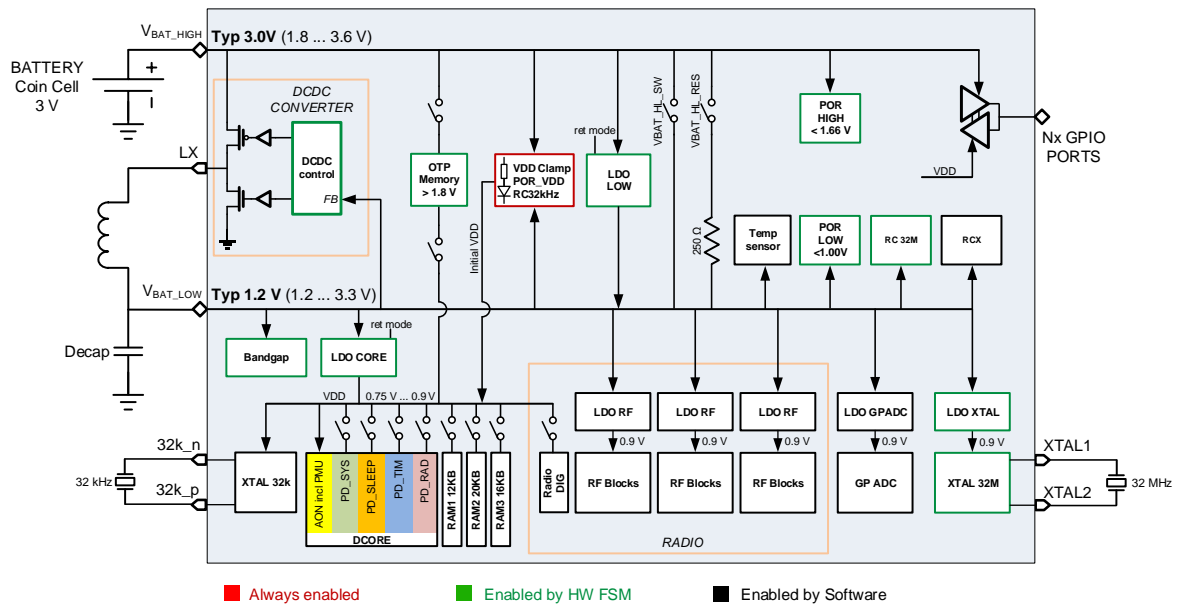 V_BAT_HIGH
Typ 3.0V (1.8 ... 3.6 V)
BATTERY
Coin Cell
3 V
+
DCDC
CONVERTER
DCDC
control
FB
LX
OTP
Memory
> 1.8 V
VDD Clamp
POR_VDD
RC32kHz
Initial VDD
ret mode
LDO
LOW
VBAT_HL_SW
VBAT_HL_RES
250 Ω
POR
HIGH
< 1.66 V
VDD
Nx GPIO
PORTS
Temp
sensor
POR
LOW
<1.00V
RC 32M
RCX
V_BAT_LOW
Typ 1.2 V (1.2 ... 3.3 V)
Decap
Bandgap
ret mode
LDO CORE
VDD
0.75 V ... 0.9 V
LDO RF
LDO RF
LDO RF
LDO GPADC
LDO XTAL
0.9 V
0.9 V
0.9 V
0.9 V
0.9 V
32k_n
32 kHz
32k_p
XTAL 32k
AON incl PMU
PD_SYS
PD_SLEEP
PD_TIM
PD_RAD
DCORE
RAM1 12KB
RAM2 20KB
RAM3 16KB
Radio
DIG
RF Blocks
RF Blocks
RF Blocks
GP ADC
XTAL 32M
XTAL1
XTAL2
32 MHz
RADIO
Always enabled
Enabled by HW FSM
Enabled by Software